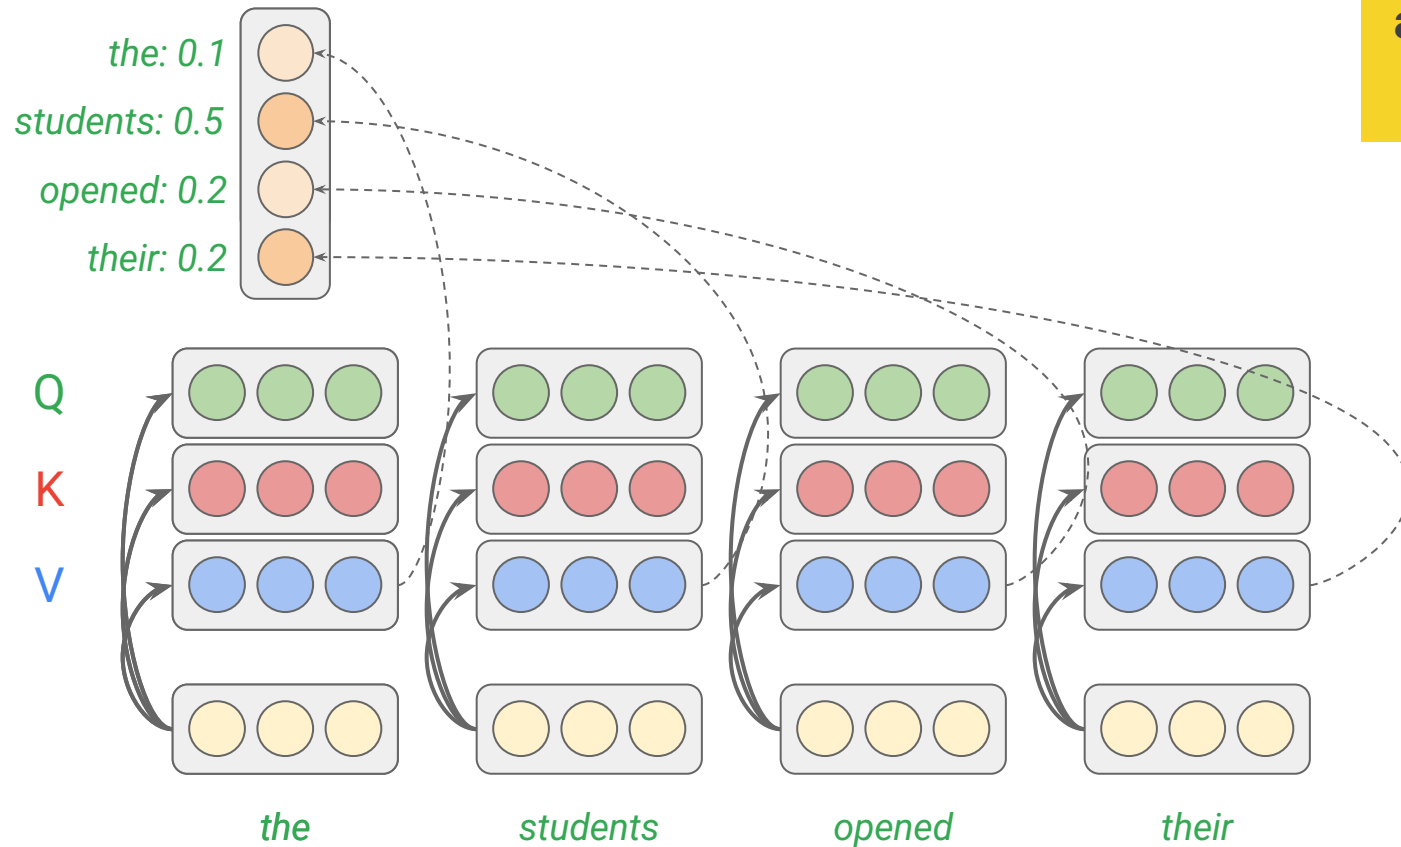 the: 0.1
students: 0.5
opened: 0.2
their: 0.2
Q
K
V
the
students
opened
their